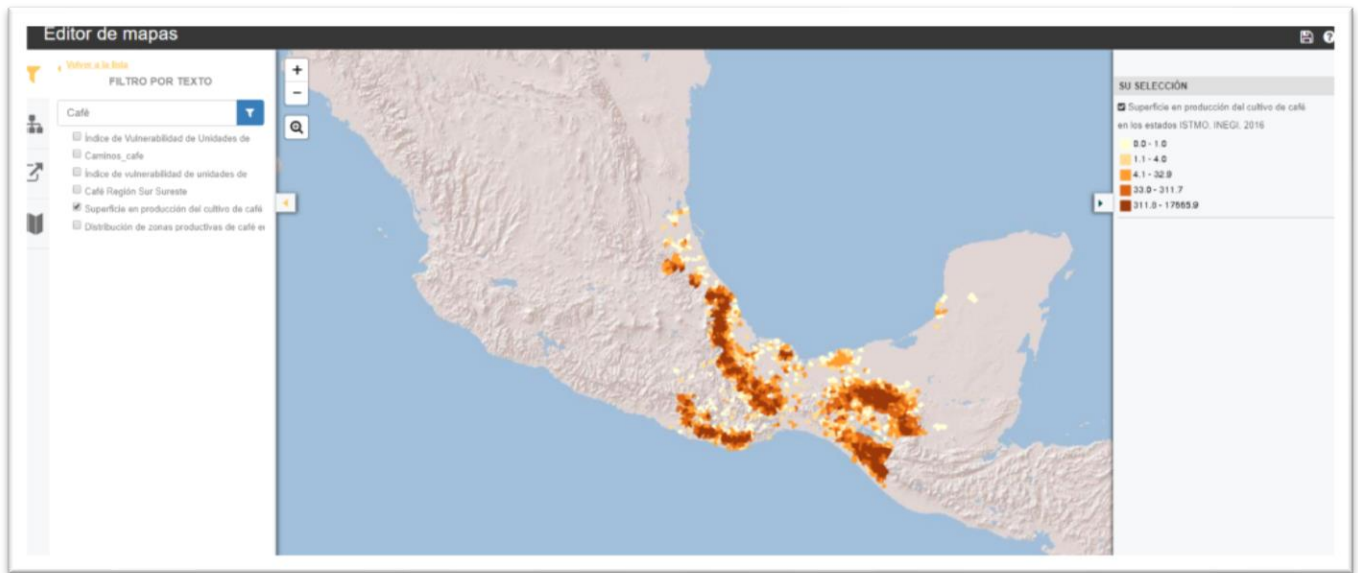 Editor de mapas
Volver a la lista
FILTRO POR TEXTO
Café
Índice de Vulnerabilidad de Unidades de
Caminos_cafe
Índice de vulnerabilidad de unidades de
Café Región Sur Sureste
Superficie en producción del cultivo de café
Distribución de zonas productivas de café e
+
−
SU SELECCIÓN
Superficie en producción del cultivo de café
en los estados ISTMO. INEGI. 2016
0.0 - 1.0
1.1 - 4.0
4.1 - 32.9
33.0 - 311.7
311.8 - 17665.9